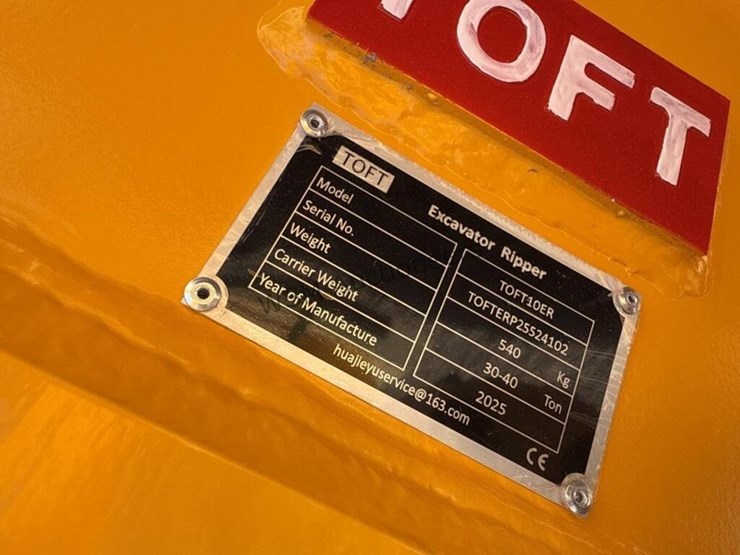 TOFT
TOFT
Excavator Ripper
Model TOFT10ER
Serial No. TOFTERP25524102
Weight 540 Kg
Carrier Weight 30-40 Ton
Year of Manufacture 2025
huajieyuservice@163.com
CE